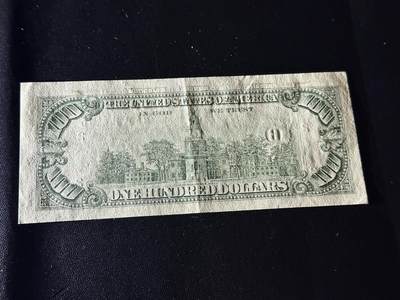 THE UNITED STATES OF AMERICA
IN GOD WE TRUST
100 100
100 100
ONE HUNDRED DOLLARS